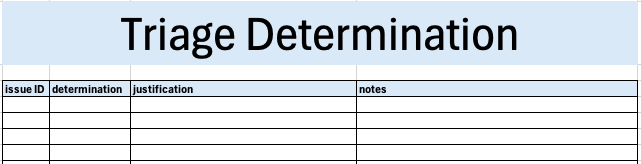 Triage Determination
issue ID determination justification notes